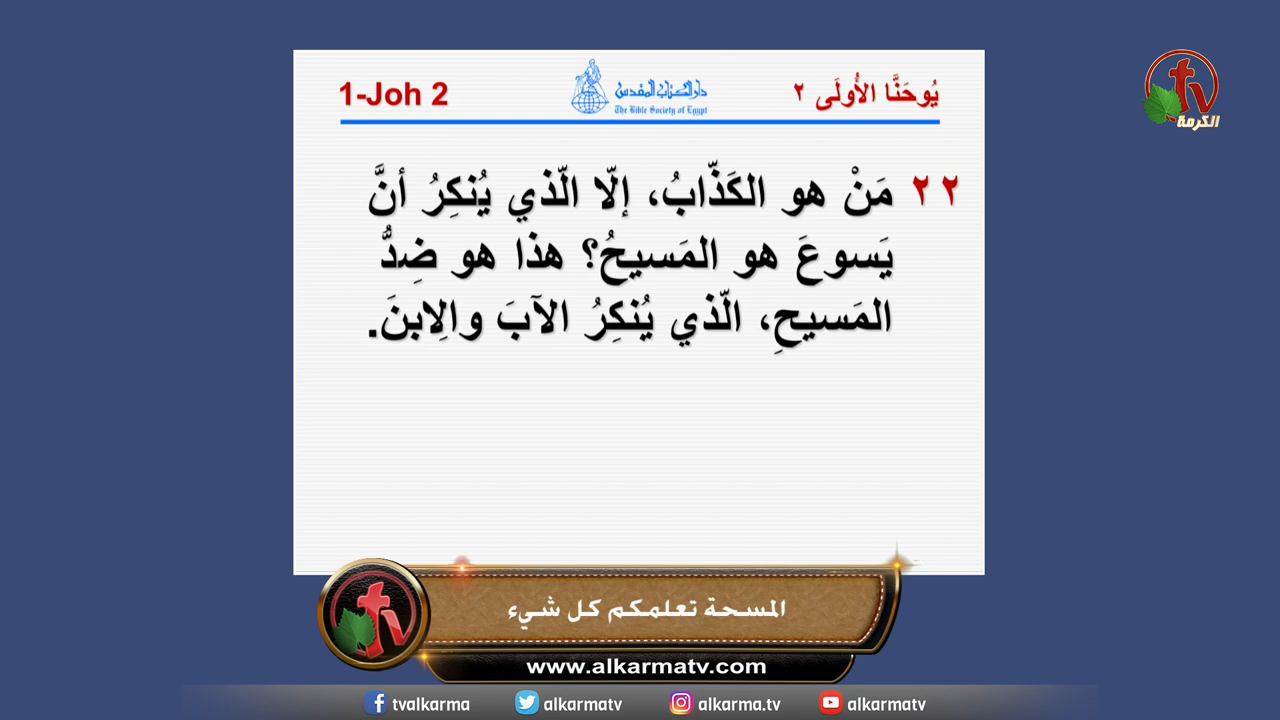 يُوحَنَّا الأُولَى ٢
دار الكتاب المقدس
The Bible Society of Egypt
1-Joh 2
tv
الكرمة
٢٢ مَنْ هو الكَذّابُ، إلّا الّذي يُنكِرُ أنَّ
يَسوعَ هو المَسيحُ؟ هذا هو ضِدُّ
المَسيحِ، الّذي يُنكِرُ الآبَ والِابنَ.
tv
المسحة تعلمكم كل شيء
www.alkarmatv.com
tvalkarma
alkarmatv
alkarma.tv
alkarmatv